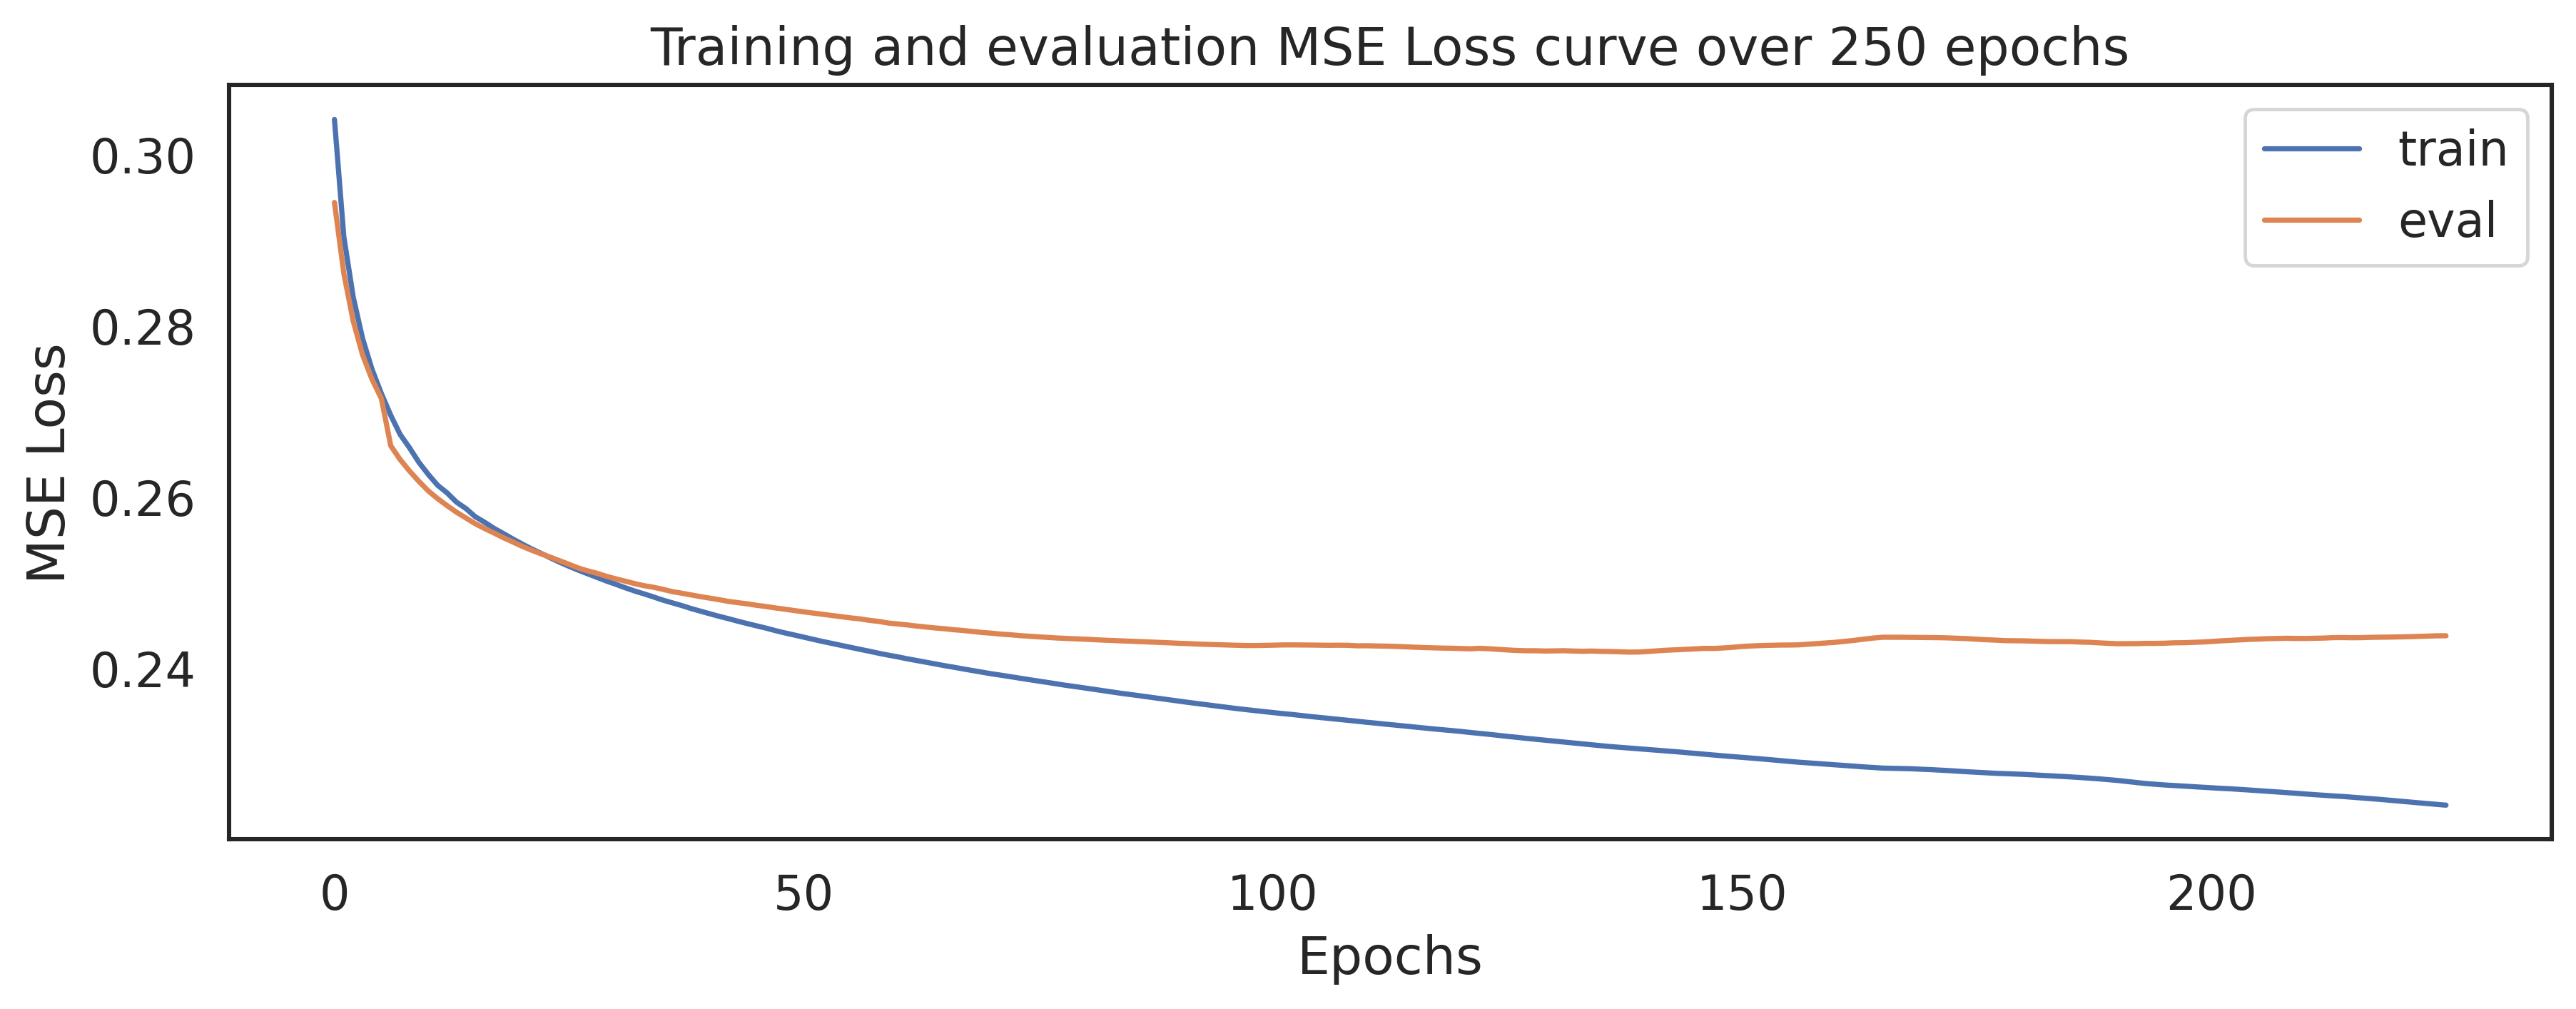 Training and evaluation MSE Loss curve over 250 epochs
train
eval
MSE Loss
0.30
0.28
0.26
0.24
0 50 100 150 200
Epochs